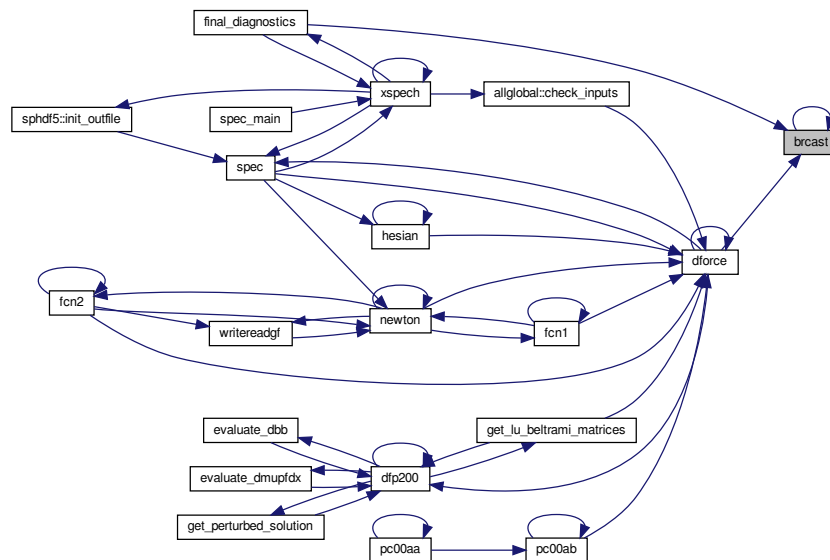 final_diagnostics
xspech
allglobal::check_inputs
sphdf5::init_outfile
spec_main
brcast
spec
hesian
dforce
fcn2
newton
writereadgf
fcn1
evaluate_dbb
get_lu_beltrami_matrices
evaluate_dmupfdx
dfp200
get_perturbed_solution
pc00aa
pc00ab